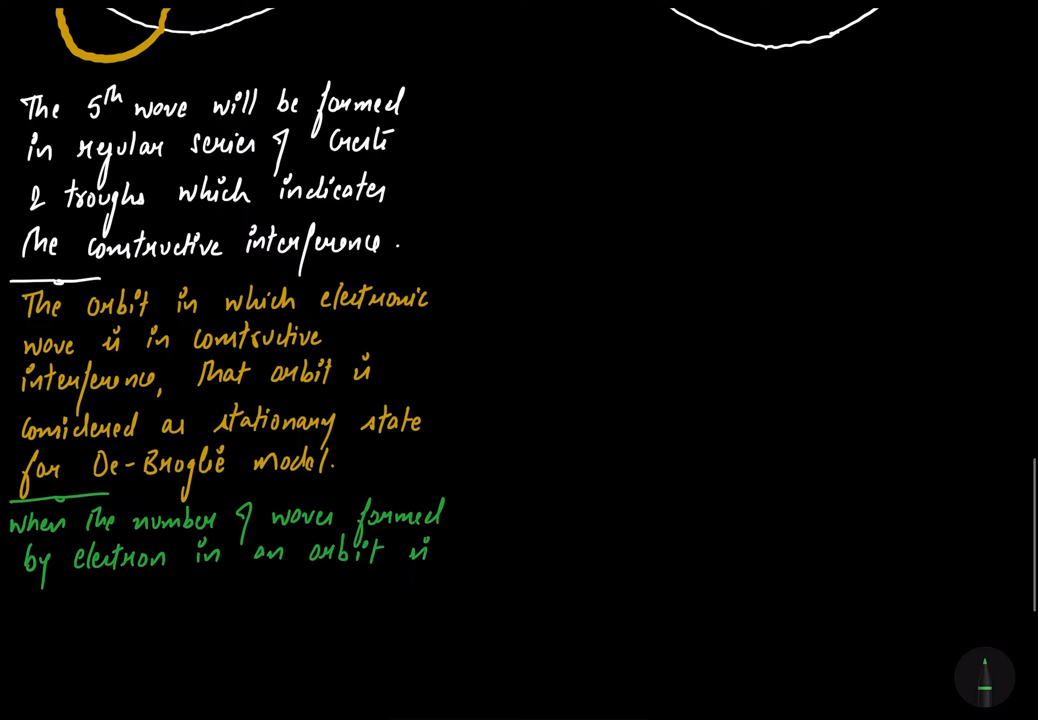 The 5th wave will be formed
in regular series of Crests
& troughs which indicates
the constructive interference.
The orbit in which electronic
wave is in constructive
interference, that orbit is
considered as stationary state
for De-Broglie model.
When the number of waves formed
by electron in an orbit is